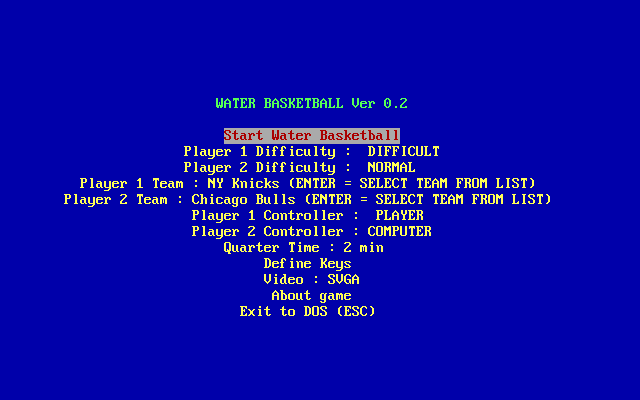 WATER BASKETBALL Ver 0.2
Start Water Basketball
Player 1 Difficulty :  DIFFICULT
Player 2 Difficulty :  NORMAL
Player 1 Team : NY Knicks (ENTER = SELECT TEAM FROM LIST)
Player 2 Team : Chicago Bulls (ENTER = SELECT TEAM FROM LIST)
Player 1 Controller :  PLAYER
Player 2 Controller : COMPUTER
Quarter Time : 2 min
Define Keys
Video : SVGA
About game
Exit to DOS (ESC)